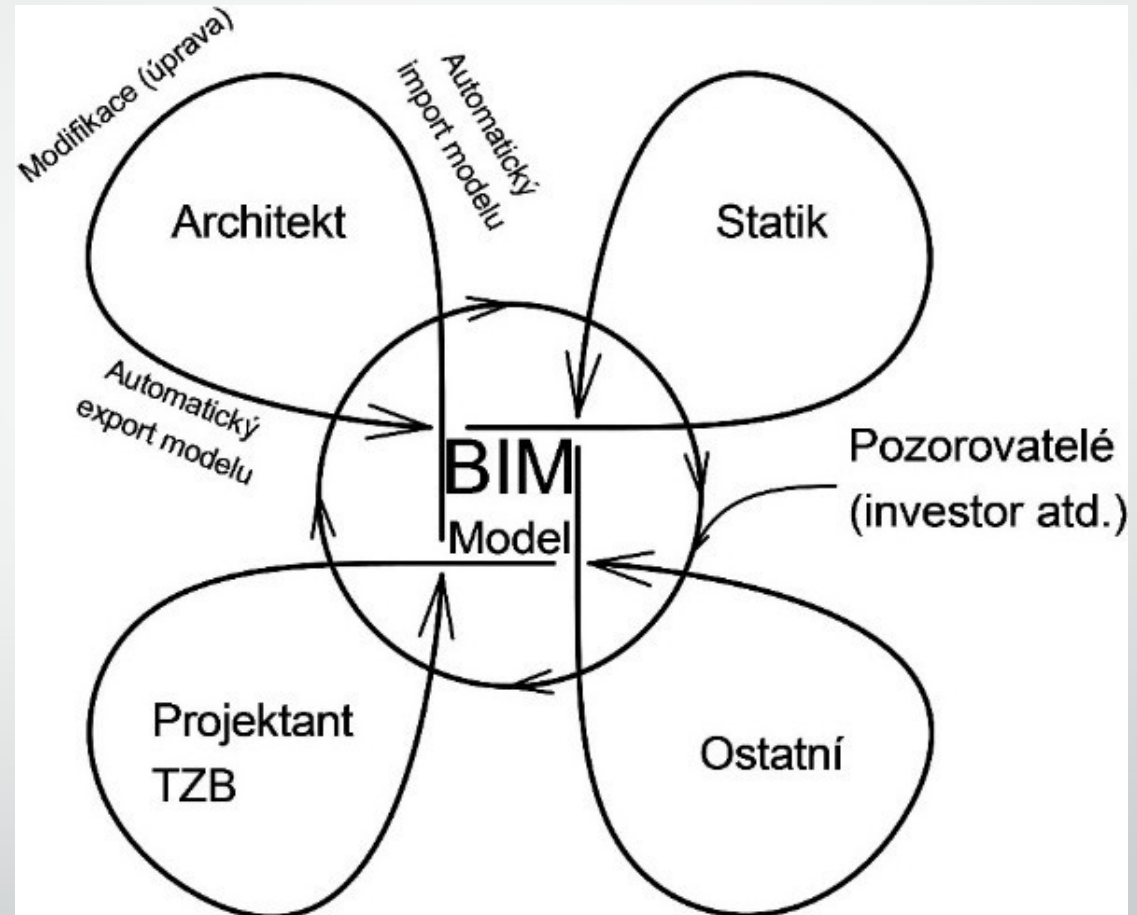 Modifikace (úprava)
Automatický
import modelu
Architekt
Statik
Automatický
export modelu
BIM
Model
Pozorovatelé
(investor atd.)
Projektant
TZB
Ostatní